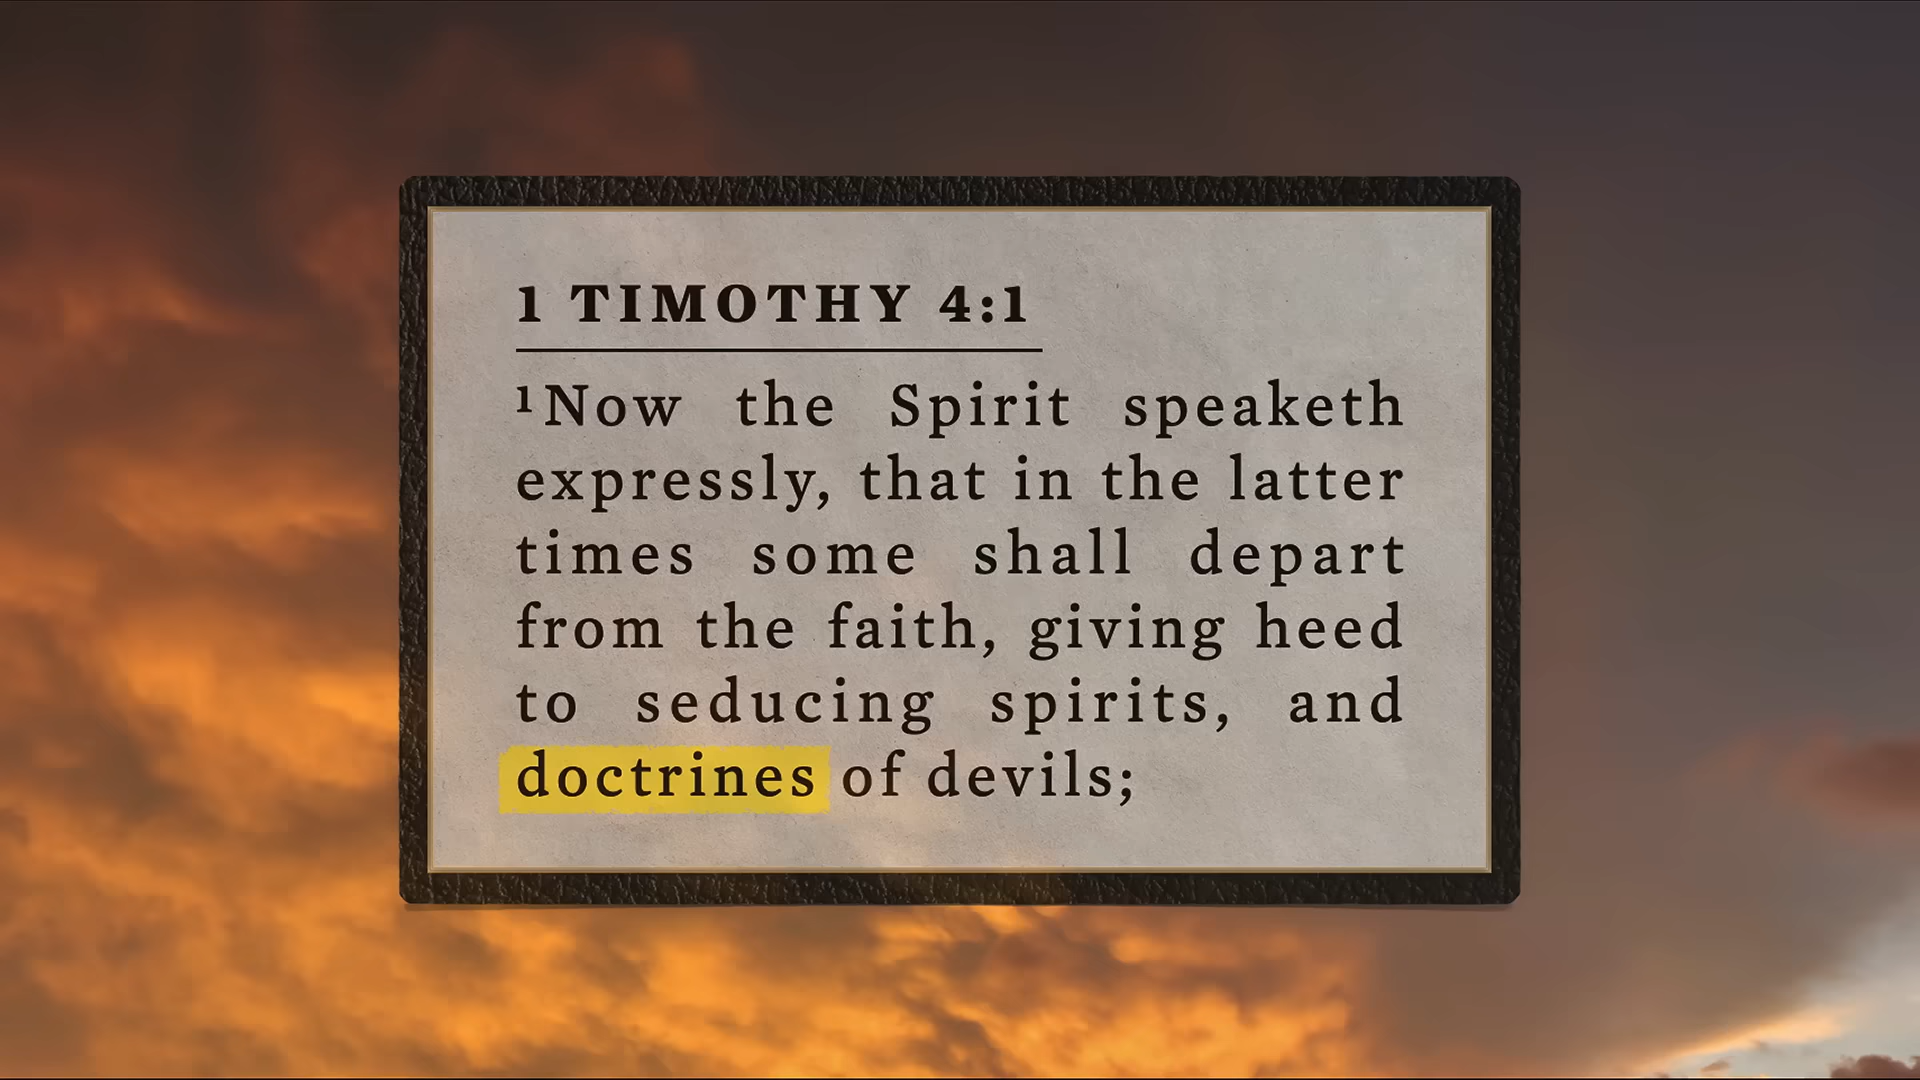 1 TIMOTHY 4:1
¹Now the Spirit speaketh
expressly, that in the latter
times some shall depart
from the faith, giving heed
to seducing spirits, and
doctrines of devils;